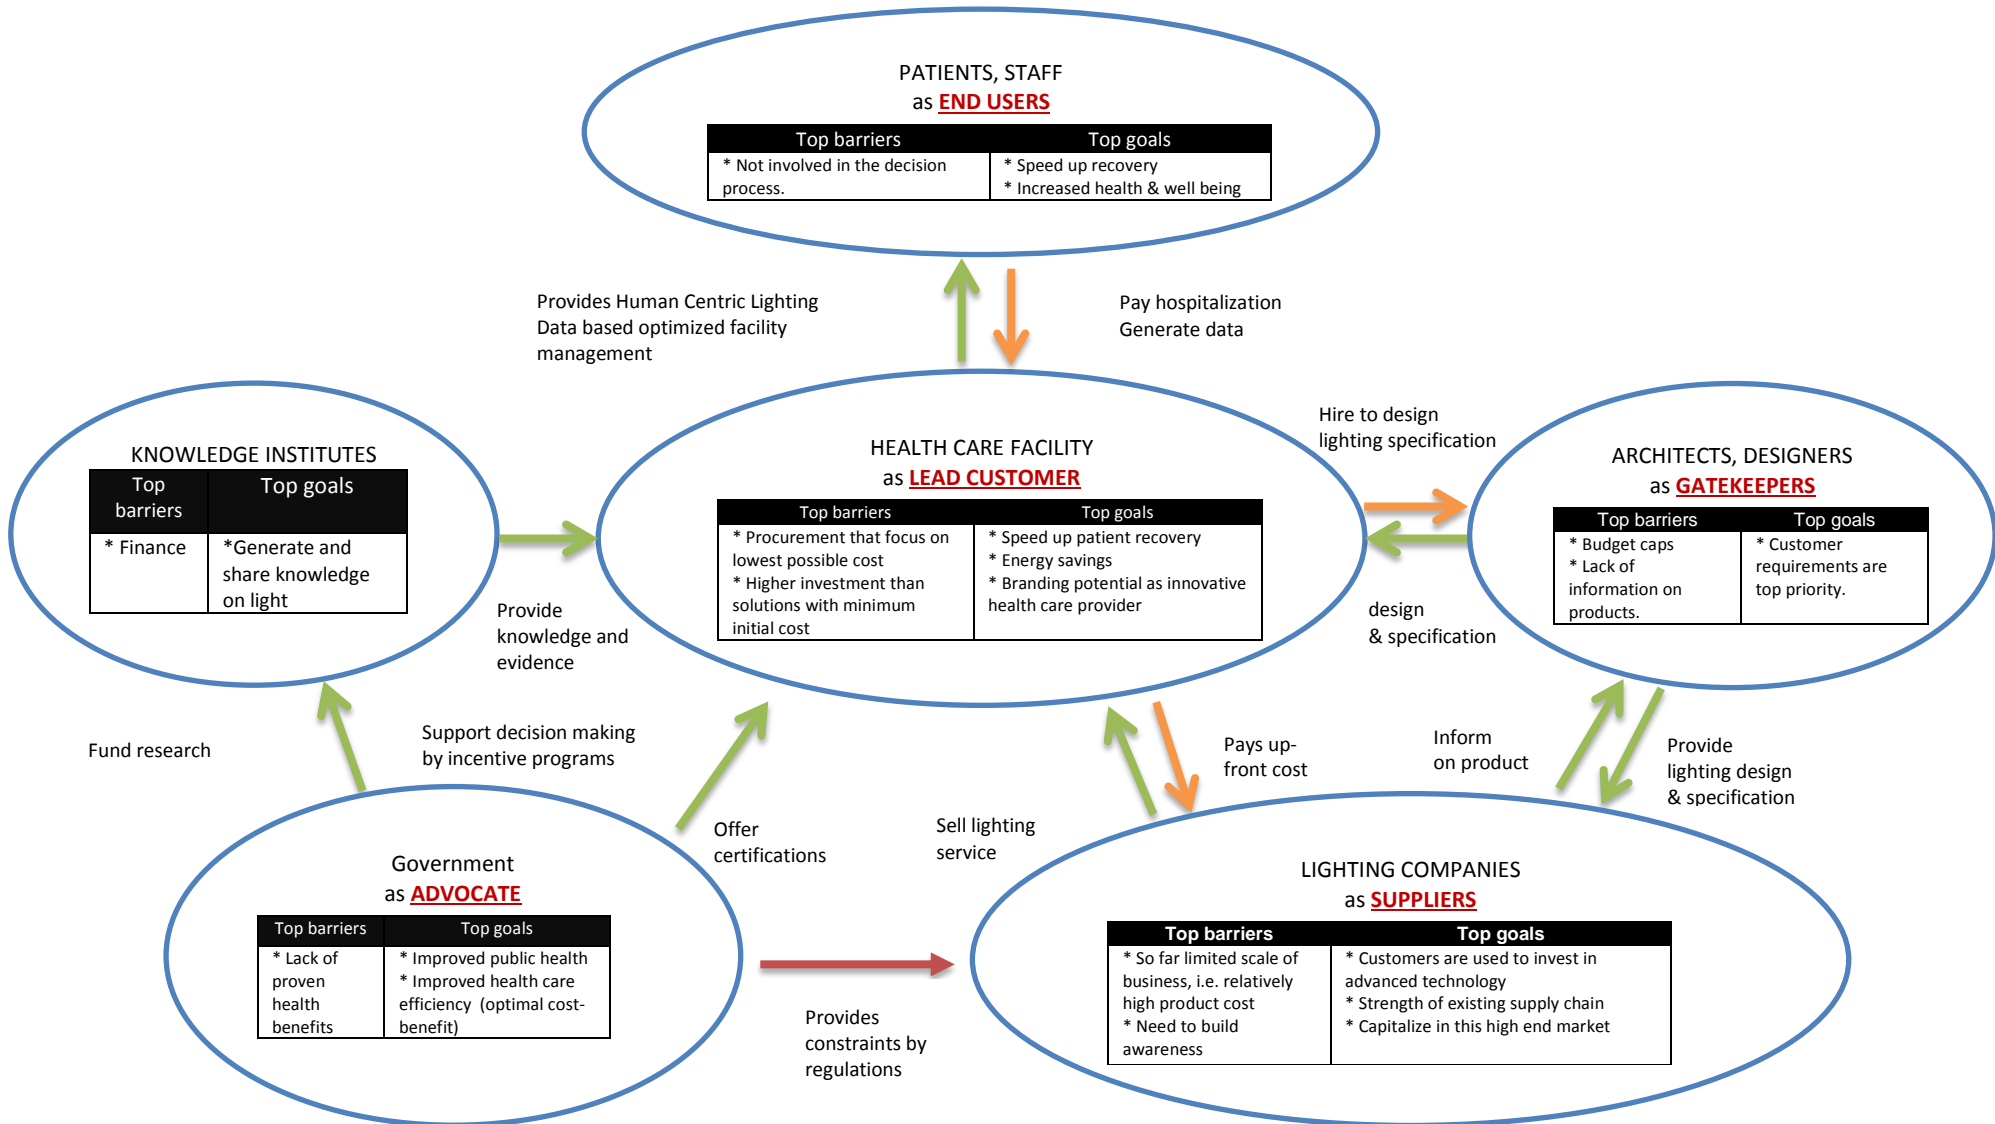 PATIENTS, STAFF
as END USERS
Top barriers
Top goals
* Not involved in the decision
process.
* Speed up recovery
* Increased health & well being
Provides Human Centric Lighting
Data based optimized facility
management
Pay hospitalization
Generate data
KNOWLEDGE INSTITUTES
Top
barriers
Top goals
* Finance
*Generate and
share knowledge
on light
HEALTH CARE FACILITY
as LEAD CUSTOMER
Top barriers
Top goals
* Procurement that focus on
lowest possible cost
* Higher investment than
solutions with minimum
initial cost
* Speed up patient recovery
* Energy savings
* Branding potential as innovative
health care provider
Hire to design
lighting specification
ARCHITECTS, DESIGNERS
as GATEKEEPERS
Top barriers
Top goals
* Budget caps
* Lack of
information on
products.
* Customer
requirements are
top priority.
design
& specification
Provide
knowledge and
evidence
Fund research
Support decision making
by incentive programs
Offer
certifications
Sell lighting
service
Pays up-
front cost
Inform
on product
Provide
lighting design
& specification
Government
as ADVOCATE
Top barriers
Top goals
* Lack of
proven
health
benefits
* Improved public health
* Improved health care
efficiency  (optimal cost-
benefit)
Provides
constraints by
regulations
LIGHTING COMPANIES
as SUPPLIERS
Top barriers
Top goals
* So far limited scale of
business, i.e. relatively
high product cost
* Need to build
awareness
* Customers are used to invest in
advanced technology
* Strength of existing supply chain
* Capitalize in this high end market